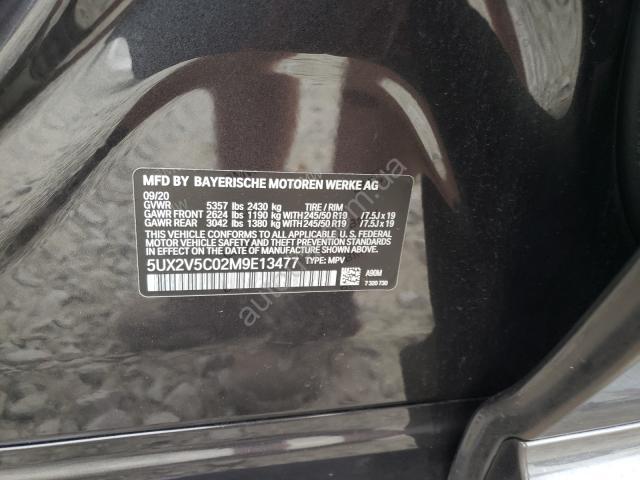 MFD BY BAYERISCHE MOTOREN WERKE AG
09/20
GVWR 5357 lbs 2430 kg TIRE / RIM
GAWR FRONT 2624 lbs 1190 kg WITH 245/50 R19 /7.5J x 19
GAWR REAR 3042 lbs 1380 kg WITH 245/50 R19 /7.5J x 19
THIS VEHICLE CONFORMS TO ALL APPLICABLE U.S. FEDERAL
MOTOR VEHICLE SAFETY STANDARDS IN EFFECT ON THE DATE
OF MANUFACTURE SHOWN ABOVE.
5UX2V5C02M9E13477 TYPE: MPV
A90M
7 320 730